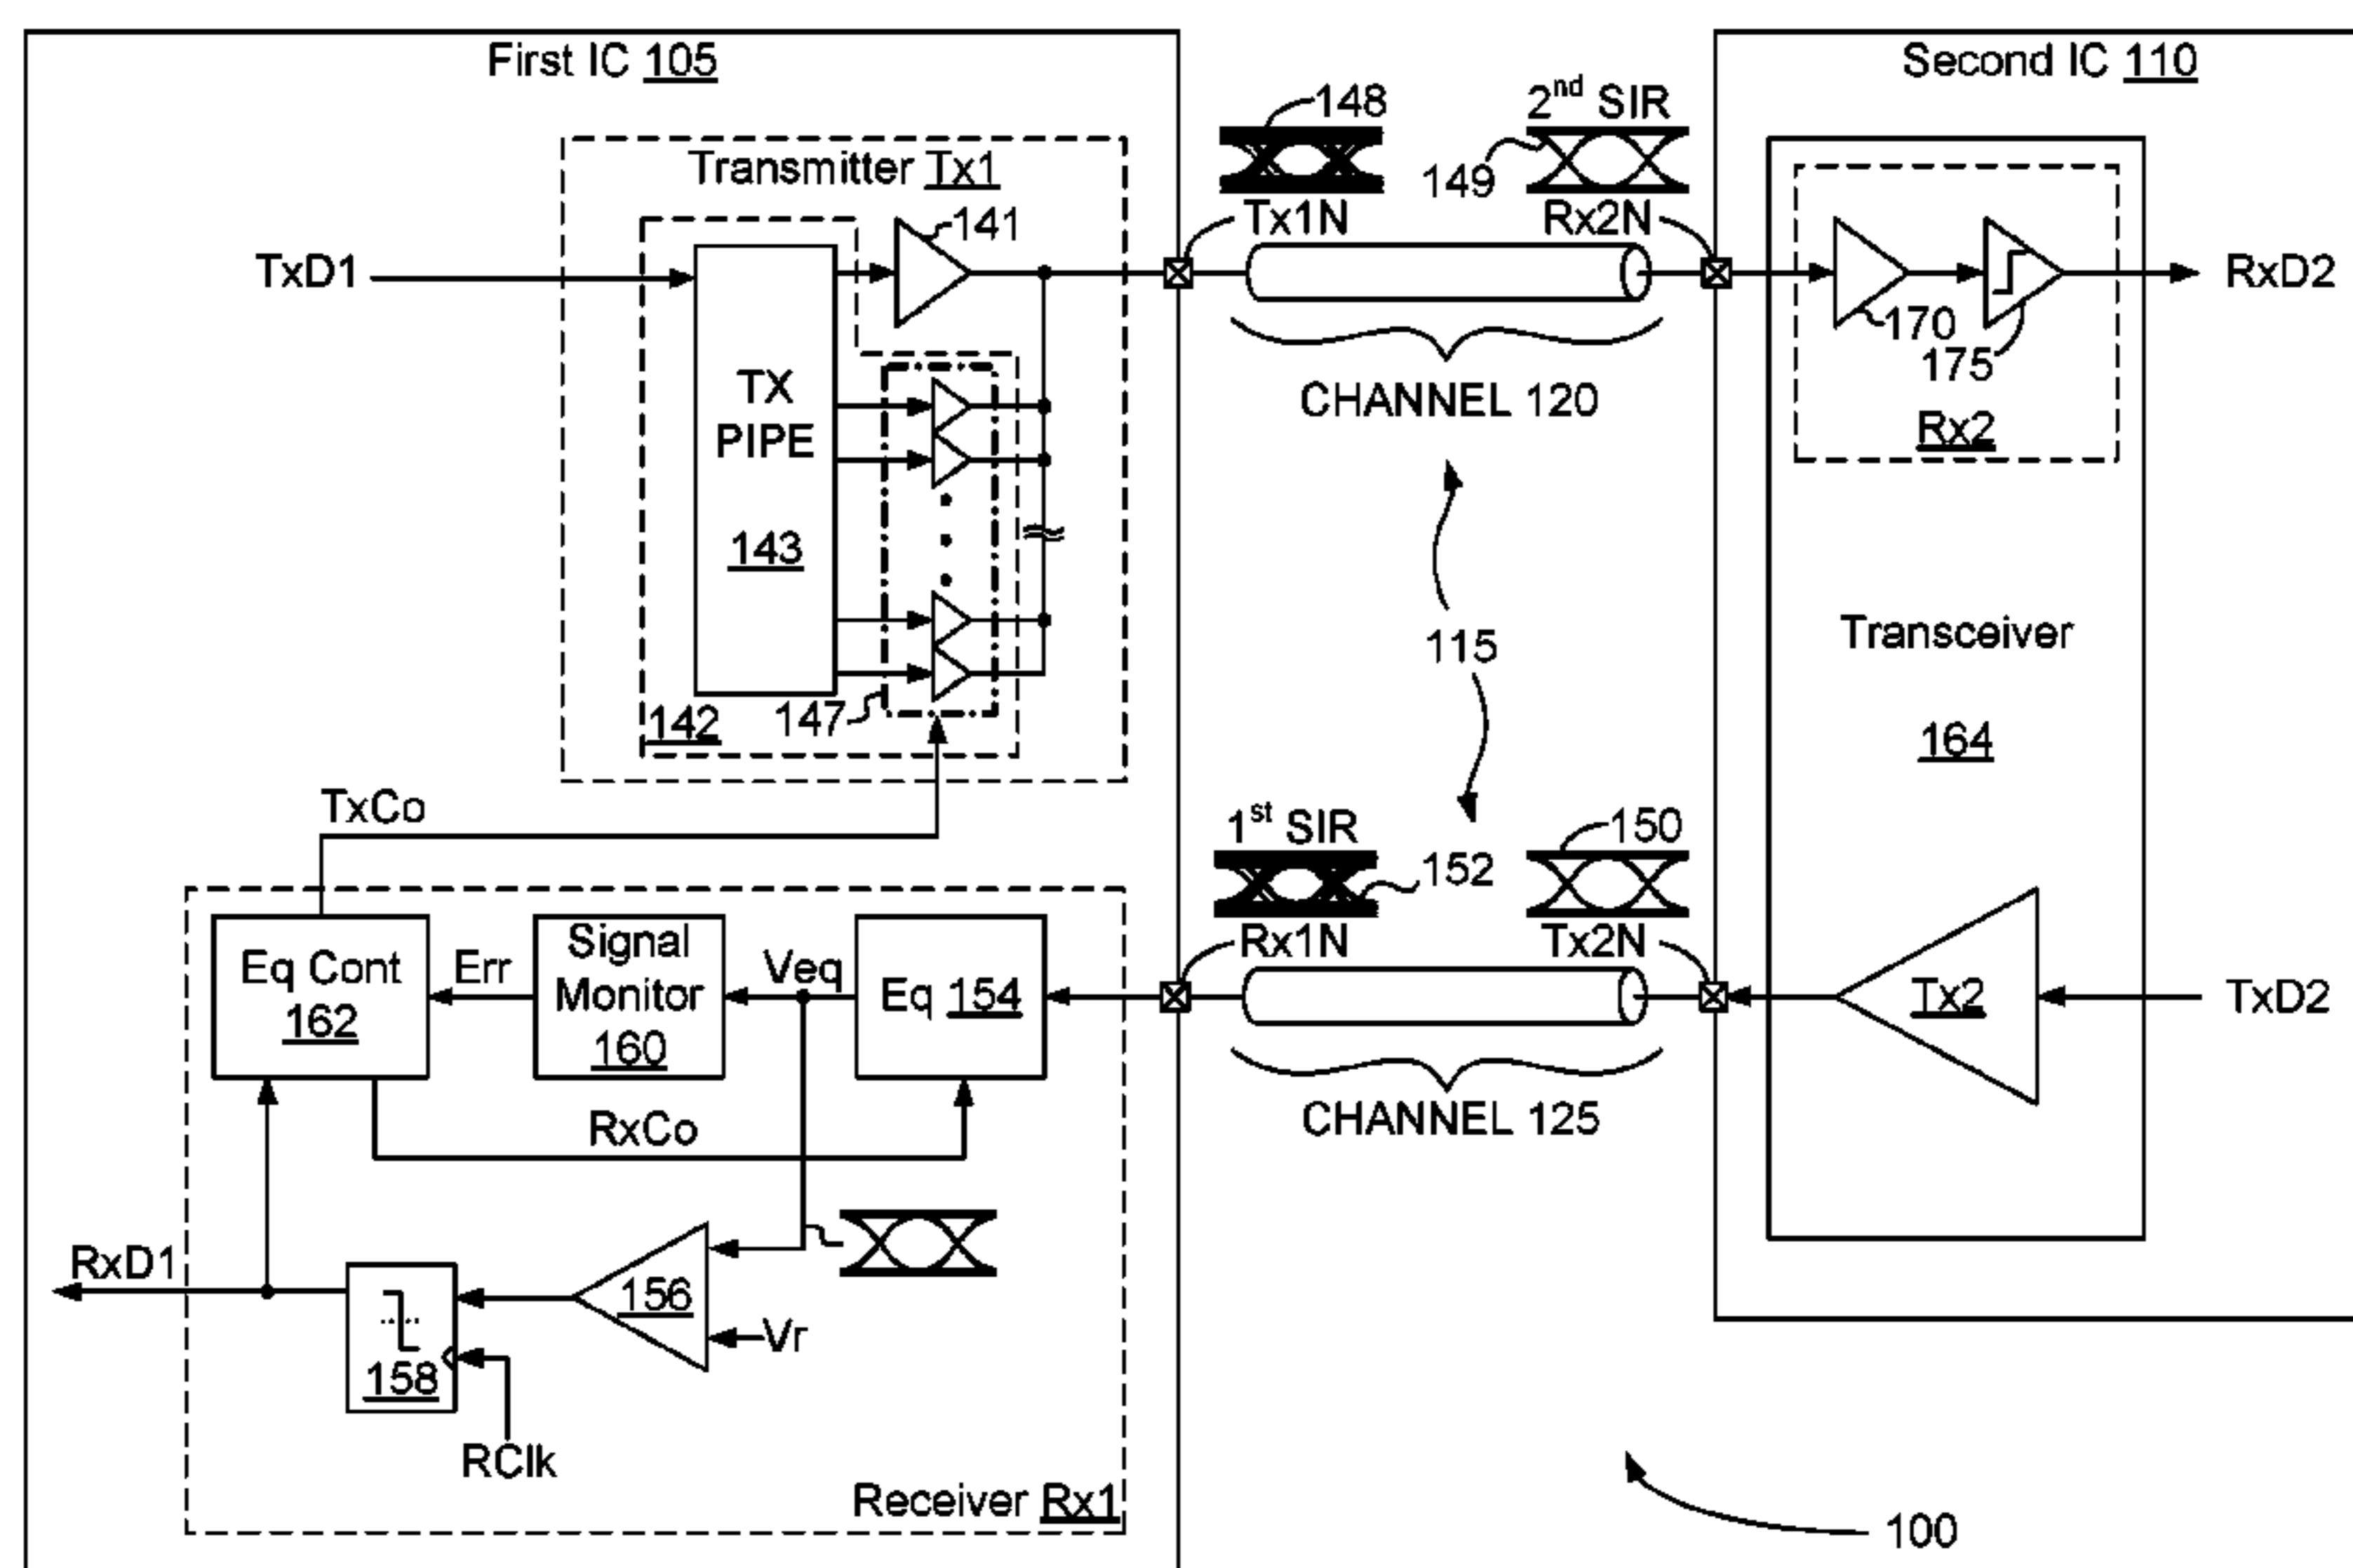 First IC 105
Second IC 110
148
2nd SIR
149
Transmitter Tx1
Tx1N
Rx2N
141
TxD1
RxD2
170
175
TX
PIPE
143
CHANNEL 120
Rx2
115
Transceiver
164
147
142
TxCo
1st SIR
150
152
Rx1N
Tx2N
Eq Cont
162
Err
Signal
Monitor
160
Veq
Eq 154
Tx2
TxD2
RxCo
CHANNEL 125
RxD1
156
Vr
158
RClk
Receiver Rx1
100